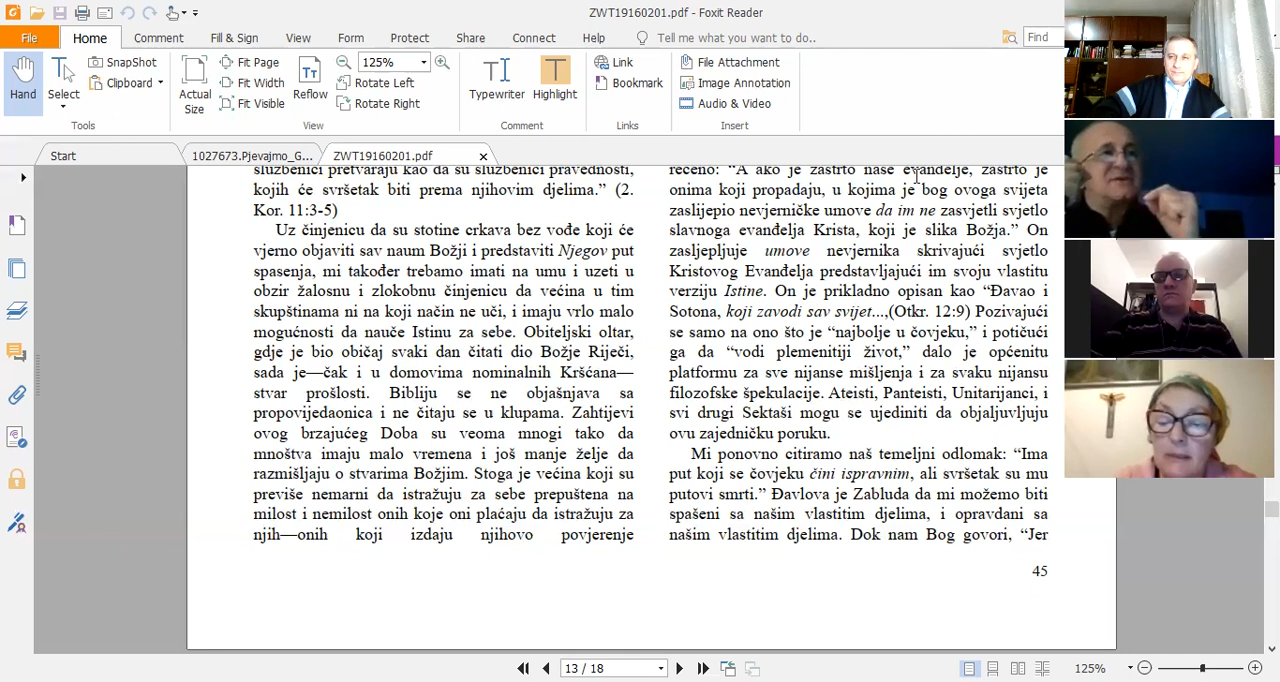 ZWT19160201.pdf - Foxit Reader
File Home Comment Fill & Sign View Form Protect Share Connect Help Tell me what you want to do.. Find
Hand
Select
SnapShot
Clipboard
Tools
Actual Size
Fit Page
Fit Width
Fit Visible
Reflow
125%
Rotate Left
Rotate Right
View
Typewriter
Highlight
Comment
Link
Bookmark
Links
File Attachment
Image Annotation
Audio & Video
Insert
Start 1027673.Pjevajmo_G... ZWT19160201.pdf
službenici pretvaraju kao da su službenici pravednosti,
kojih će svršetak biti prema njihovim djelima.” (2.
Kor. 11:3-5)
Uz činjenicu da su stotine crkava bez vođe koji će
vjerno objaviti sav naum Božji i predstaviti Njegov put
spasenja, mi također trebamo imati na umu i uzeti u
obzir žalosnu i zlokobnu činjenicu da većina u tim
skupštinama ni na koji nečin ne uči, i imaju vrlo malo
mogućnosti da nauče Istinu za sebe. Obiteljski oltar,
gdje je bio običaj svaki dan čitati dio Božje Riječi,
sada je—čak i u domovima nominalnih Kršćana—
stvar prošlosti. Bibliju se ne objašnjava sa
propovijedaonica i ne čitaju se u klupama. Zahtijevi
ovog brzajućeg Doba su veoma mnogi tako da
mnoštva imaju malo vremena i još manje želje da
razmišljaju o stvarima Božjim. Stoga je većina koji su
previše nemarni da istražuju za sebe prepuštena na
milost i nemilost onih koje oni plaćaju da istražuju za
njih—onih koji izdaju njihovo povjerenje
rečeno: “A ako je zastrto naše evanđelje, zastrto je
onima koji propadaju, u kojima je bog ovoga svijeta
zaslijepio nevjerničke umove da im ne zasvjetli svjetlo
slavnoga evanđelja Krista, koji je slika Božja.” On
zasljepljuje umove nevjernika skrivajući svjetlo
Kristovog Evanđelja predstavljajući im svoju vlastitu
verziju Istine. On je prikladno opisan kao “Đavao i
Sotona, koji zavodi sav svijet...,(Otkr. 12:9) Pozivajući
se samo na ono što je “najbolje u čovjeku,” i potičući
ga da “vodi plemenitiji život,” dalo je općenitu
platformu za sve nijanse mišljenja i za svaku nijansu
filozofske špekulacije. Ateisti, Panteisti, Unitarijanci, i
svi drugi Sektaši mogu se ujediniti da objaljuvljuju
ovu zajedničku poruku.
Mi ponovno citiramo naš temeljni odlomak: “Ima
put koji se čovjeku čini ispravnim, ali svršetak su mu
putovi smrti.” Đavlova je Zabluda da mi možemo biti
spašeni sa našim vlastitim djelima, i opravdani sa
našim vlastitim djelima. Dok nam Bog govori, “Jer
45
13 / 18
125%